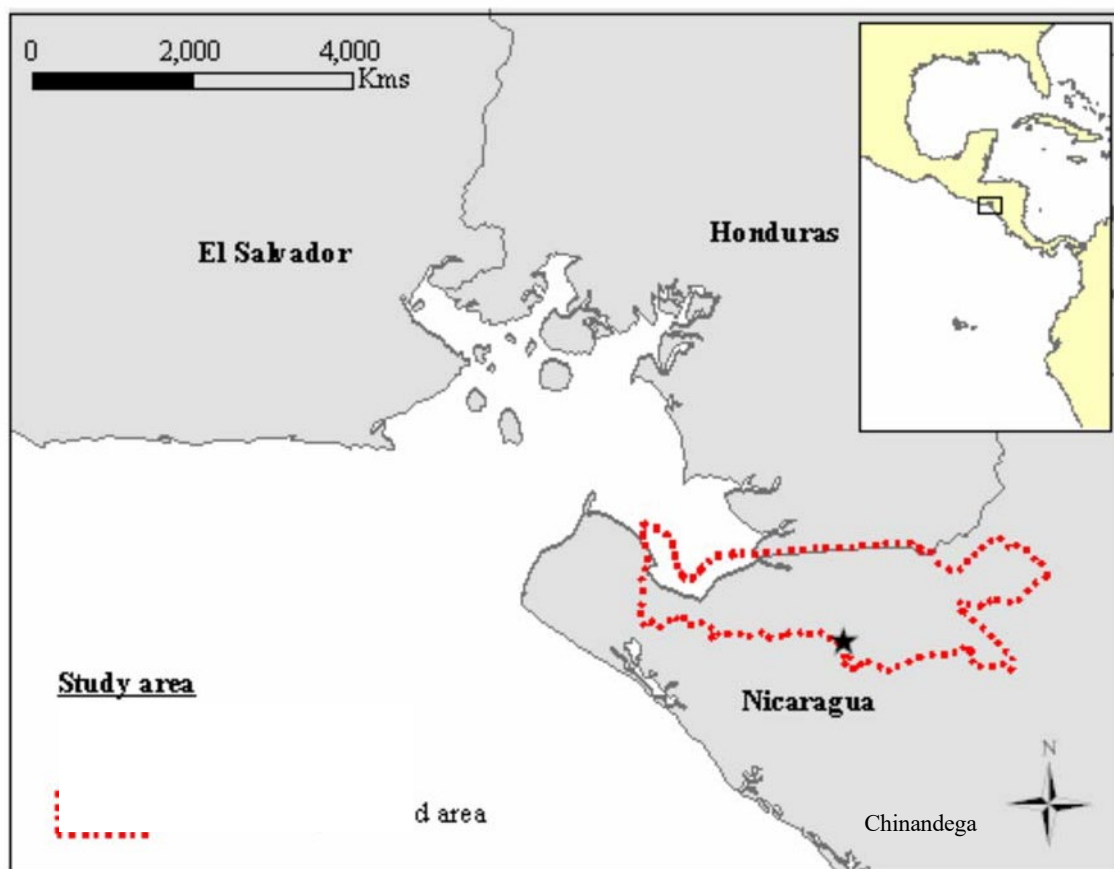 0 2,000 4,000
Kms
El Salvador
Honduras
Study area
Nicaragua
N
d area
Chinandega